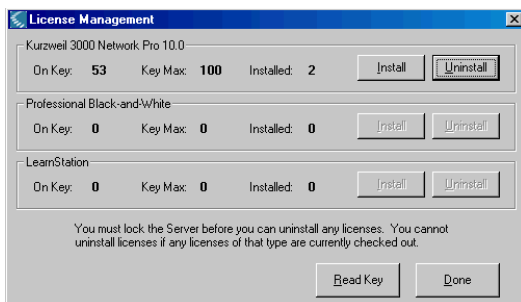 License Management
Kurzweil 3000 Network Pro 10.0
On Key: 53 Key Max: 100 Installed: 2 Install Uninstall
Professional Black-and-White
On Key: 0 Key Max: 0 Installed: 0 Install Uninstall
LearnStation
On Key: 0 Key Max: 0 Installed: 0 Install Uninstall
You must lock the Server before you can uninstall any licenses. You cannot
uninstall licenses if any licenses of that type are currently checked out.
Read Key Done